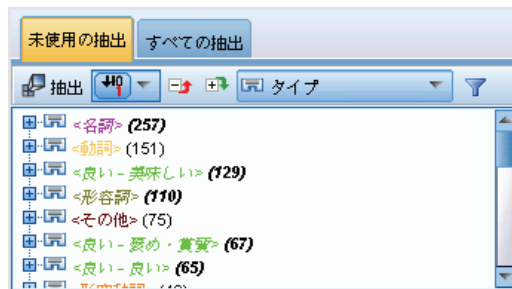 未使用の抽出 すべての抽出
抽出 タイプ
<名詞> (257)
<動詞> (151)
<良い - 美味しい> (129)
<形容詞> (110)
<その他> (75)
<良い - 褒め・賞賛> (67)
<良い - 良い> (65)